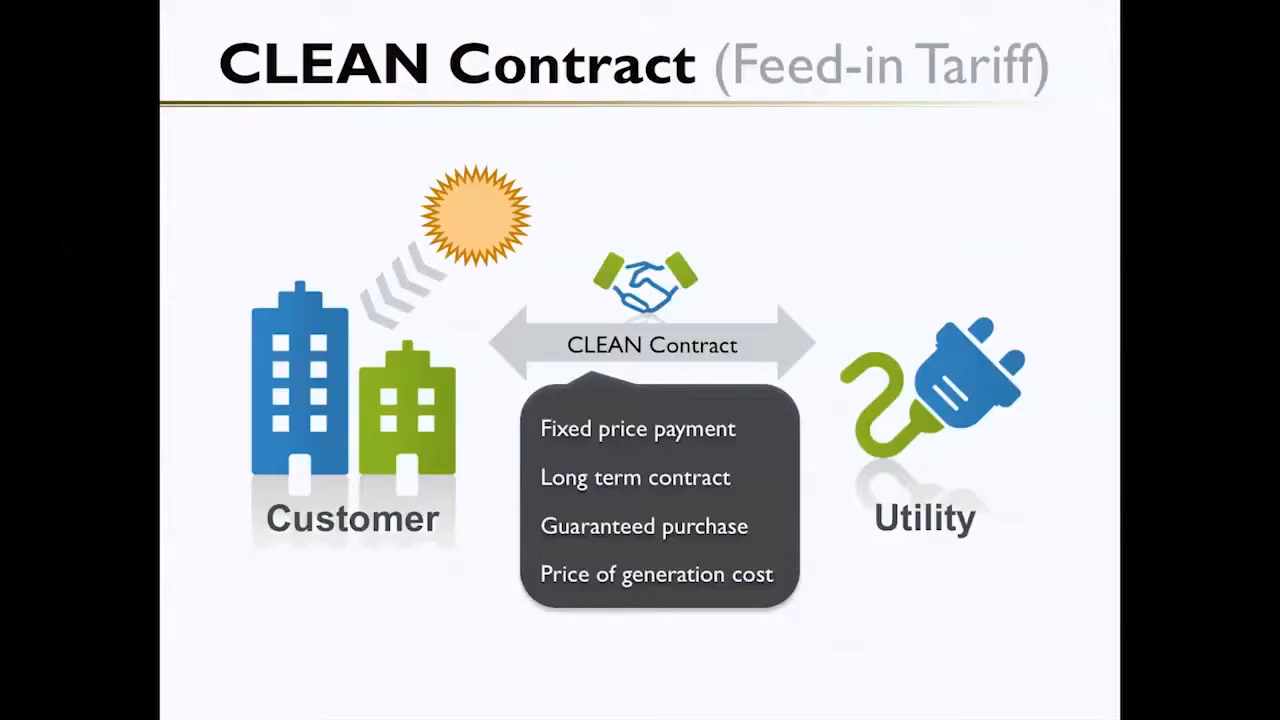 CLEAN Contract (Feed-in Tariff)
CLEAN Contract
Fixed price payment
Long term contract
Guaranteed purchase
Price of generation cost
Customer
Utility